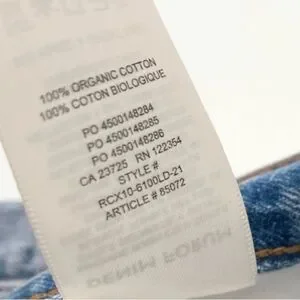 100% ORGANIC COTTON
100% COTON BIOLOGIQUE
PO 4500148284
PO 4500148285
PO 4500148286
CA 23725 RN 122354
STYLE #
RCX10-6100LD-21
ARTICLE # 85072